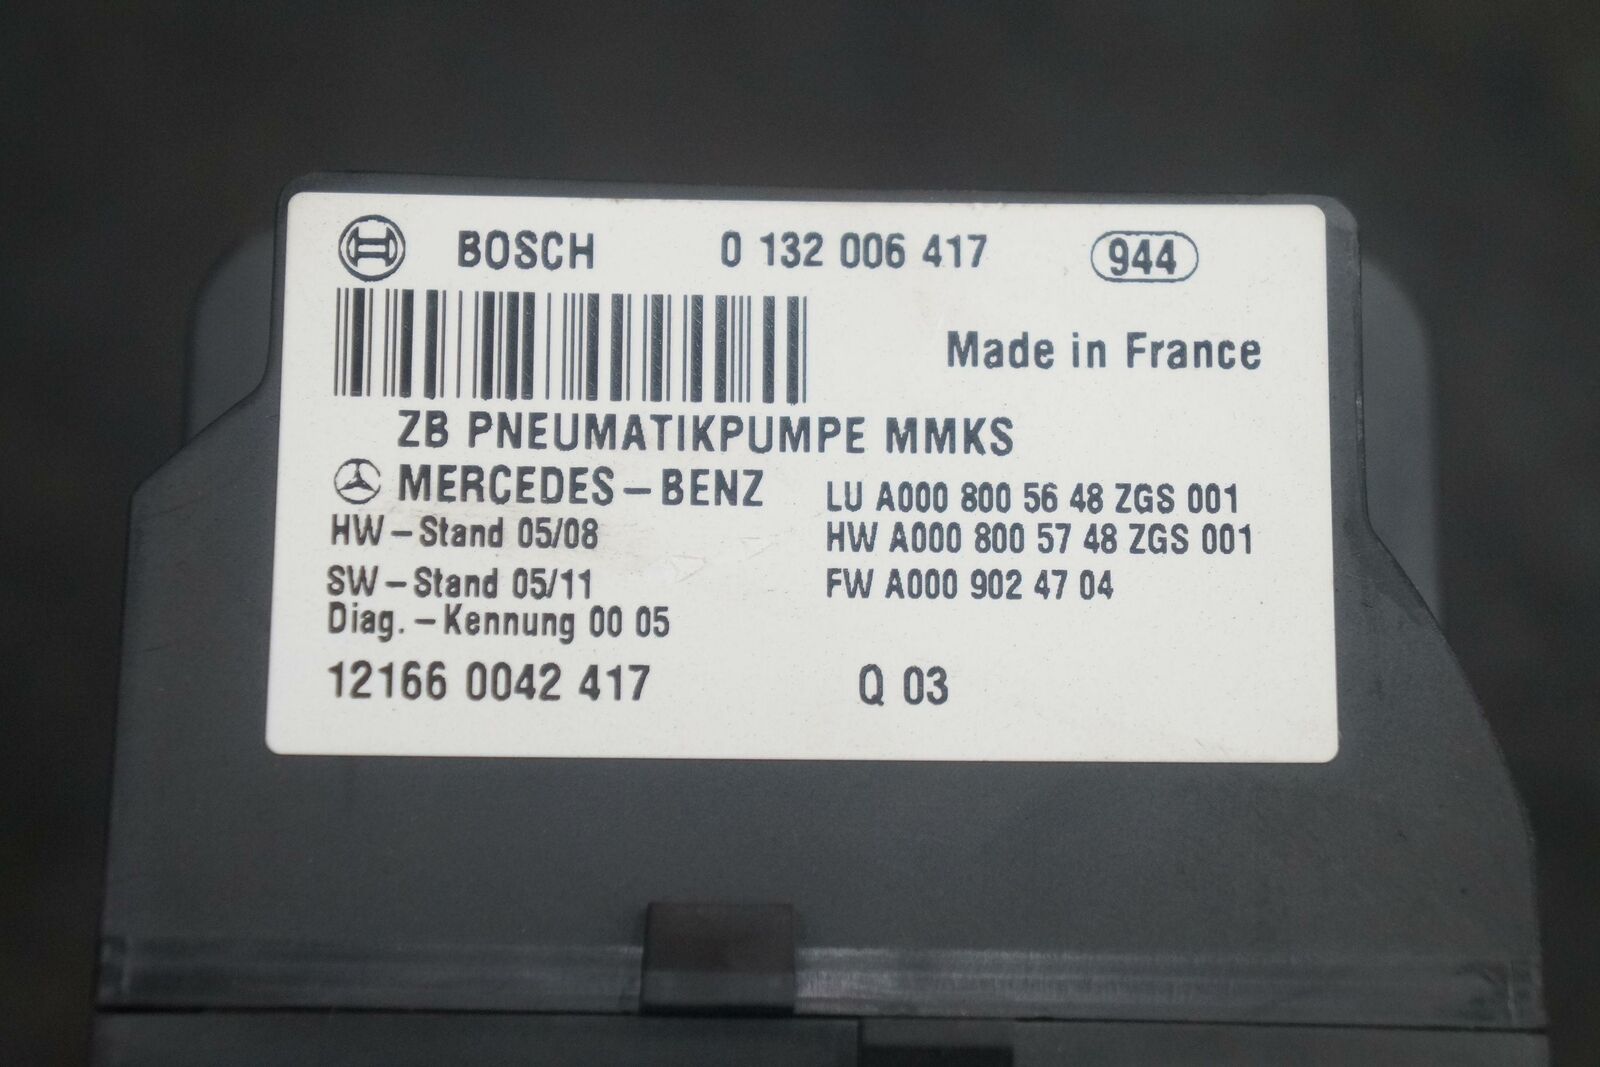 BOSCH 0 132 006 417 944
Made in France
ZB PNEUMATIKPUMPE MMKS
MERCEDES-BENZ LU A000 800 56 48 ZGS 001
HW-Stand 05/08 HW A000 800 57 48 ZGS 001
SW-Stand 05/11 FW A000 902 47 04
Diag.-Kennung 00 05
12166 0042 417 Q 03